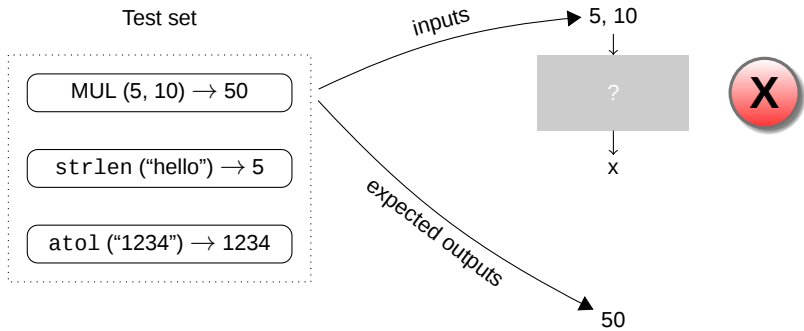 Test set
inputs
5, 10
MUL (5, 10) → 50
?
X
strlen (“hello”) → 5
x
expected outputs
atol (“1234”) → 1234
50